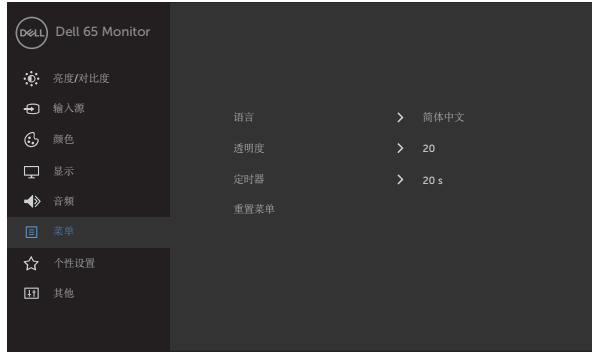 DELL Dell 65 Monitor
亮度/对比度
输入源
颜色
显示
音频
菜单
个性设置
其他
语言 > 简体中文
透明度 > 20
定时器 > 20 s
重置菜单